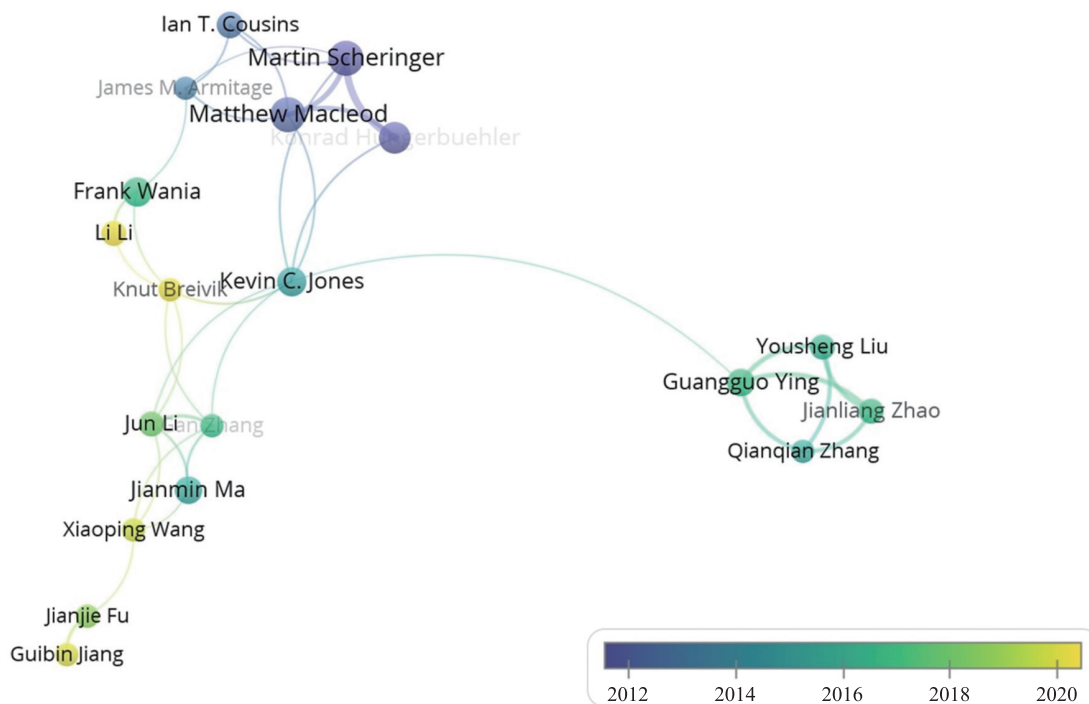 Ian T. Cousins
Martin Scheringer
James M. Armitage
Matthew Macleod
Konrad Hungerbuehler
Frank Wania
Li Li
Kevin C. Jones
Knut Breivik
Yousheng Liu
Guangguo Ying
Jianliang Zhao
Jun Li
Gan Zhang
Qianqian Zhang
Jianmin Ma
Xiaoping Wang
Jianjie Fu
Guibin Jiang
2012 2014 2016 2018 2020